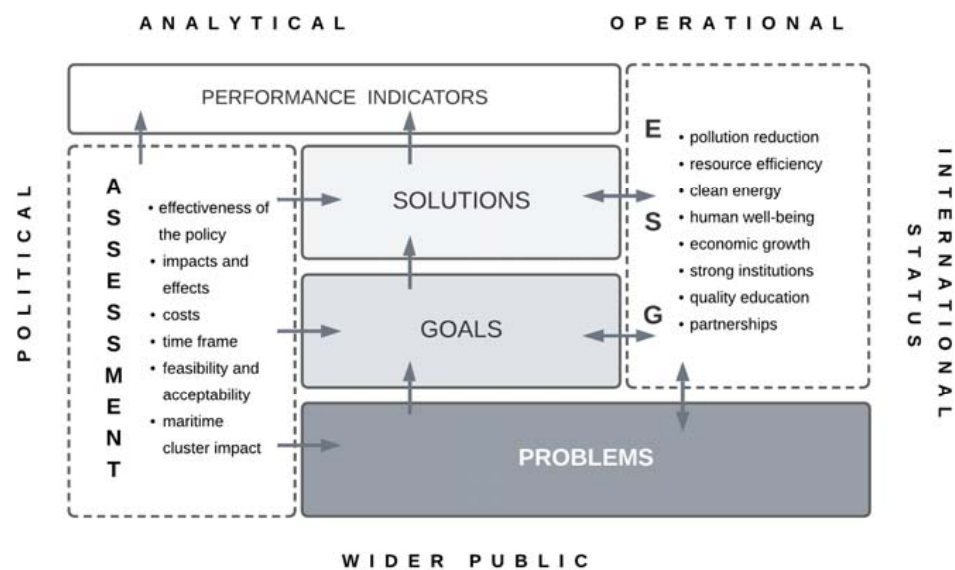 ANALYTICAL
OPERATIONAL
POLITICAL
PERFORMANCE INDICATORS
ASSESSMENT
• effectiveness of
the policy
• impacts and
effects
• costs
• time frame
• feasibility and
acceptability
• maritime
cluster impact
SOLUTIONS
GOALS
PROBLEMS
E
S
G
• pollution reduction
• resource efficiency
• clean energy
• human well-being
• economic growth
• strong institutions
• quality education
• partnerships
INTERNATIONAL
STATUS
WIDER PUBLIC